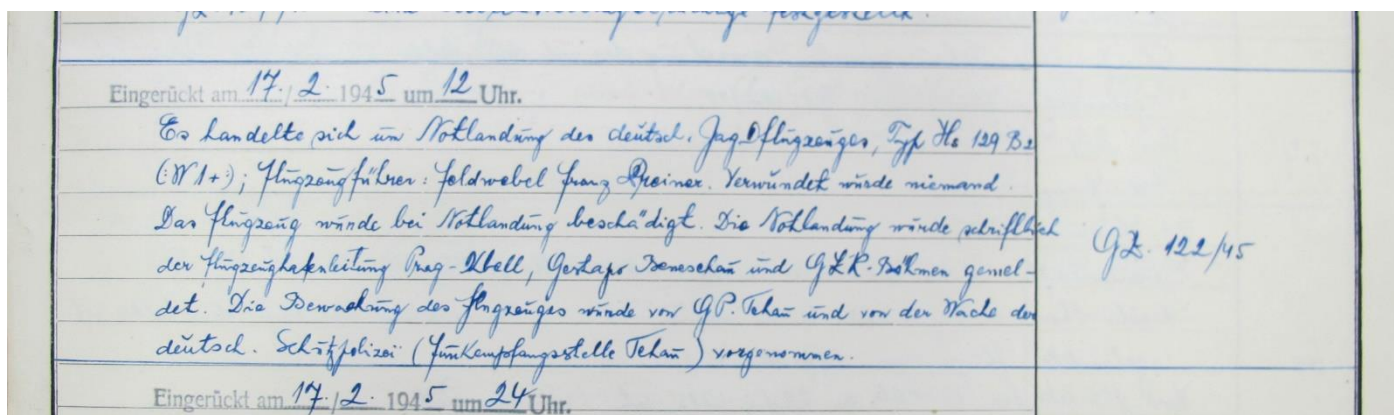 festgestellt.
Eingerückt am 17./2. 1945 um 12 Uhr.
Es handelte sich um Notlandung des deutsch. Jagdflugzeuges, Typ Hs 129 B2
(:W1+:); Flugzeugführer: Feldwebel Franz Preiner. Verwundet wurde niemand.
Das Flugzeug wurde bei Notlandung beschädigt. Die Notlandung wurde schriftlich
der Flugzeughafenleitung Prag-Kbell, Gestapo Beneschau und GLK-Böhmen gemel-
GZ. 122/45
det. Die Bewachung des Flugzeuges wurde von GP. Tehau und von der Wache der
deutsch. Schutzpolizei (Funkempfangsstelle Tehau) vorgenommen.
Eingerückt am 17./2. 1945 um 24 Uhr.